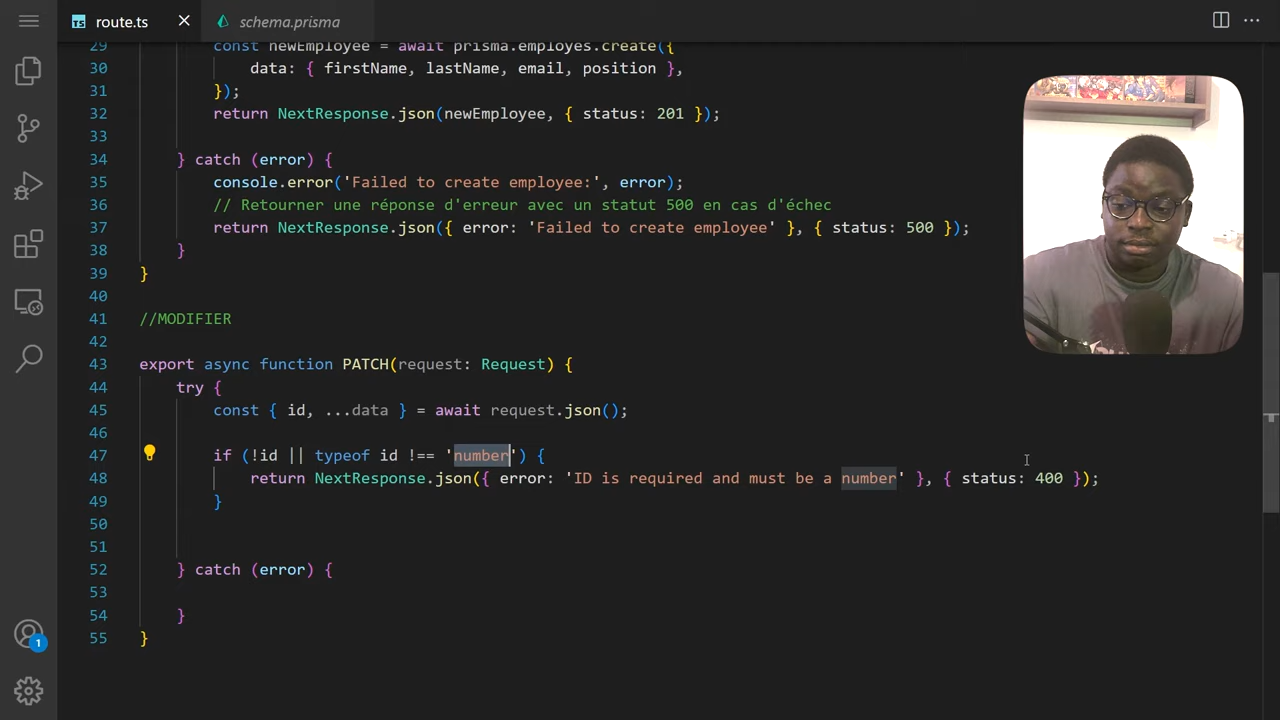 TS route.ts
schema.prisma
29 const newEmployee = await prisma.employes.create({
30 data: { firstName, lastName, email, position },
31 });
32 return NextResponse.json(newEmployee, { status: 201 });
33
34 } catch (error) {
35 console.error('Failed to create employee:', error);
36 // Retourner une réponse d'erreur avec un statut 500 en cas d'échec
37 return NextResponse.json({ error: 'Failed to create employee' }, { status: 500 });
38 }
39 }
40
41 //MODIFIER
42
43 export async function PATCH(request: Request) {
44 try {
45 const { id, ...data } = await request.json();
46
47 if (!id || typeof id !== 'number') {
48 return NextResponse.json({ error: 'ID is required and must be a number' }, { status: 400 });
49 }
50
51
52 } catch (error) {
53
54 }
55 }
1